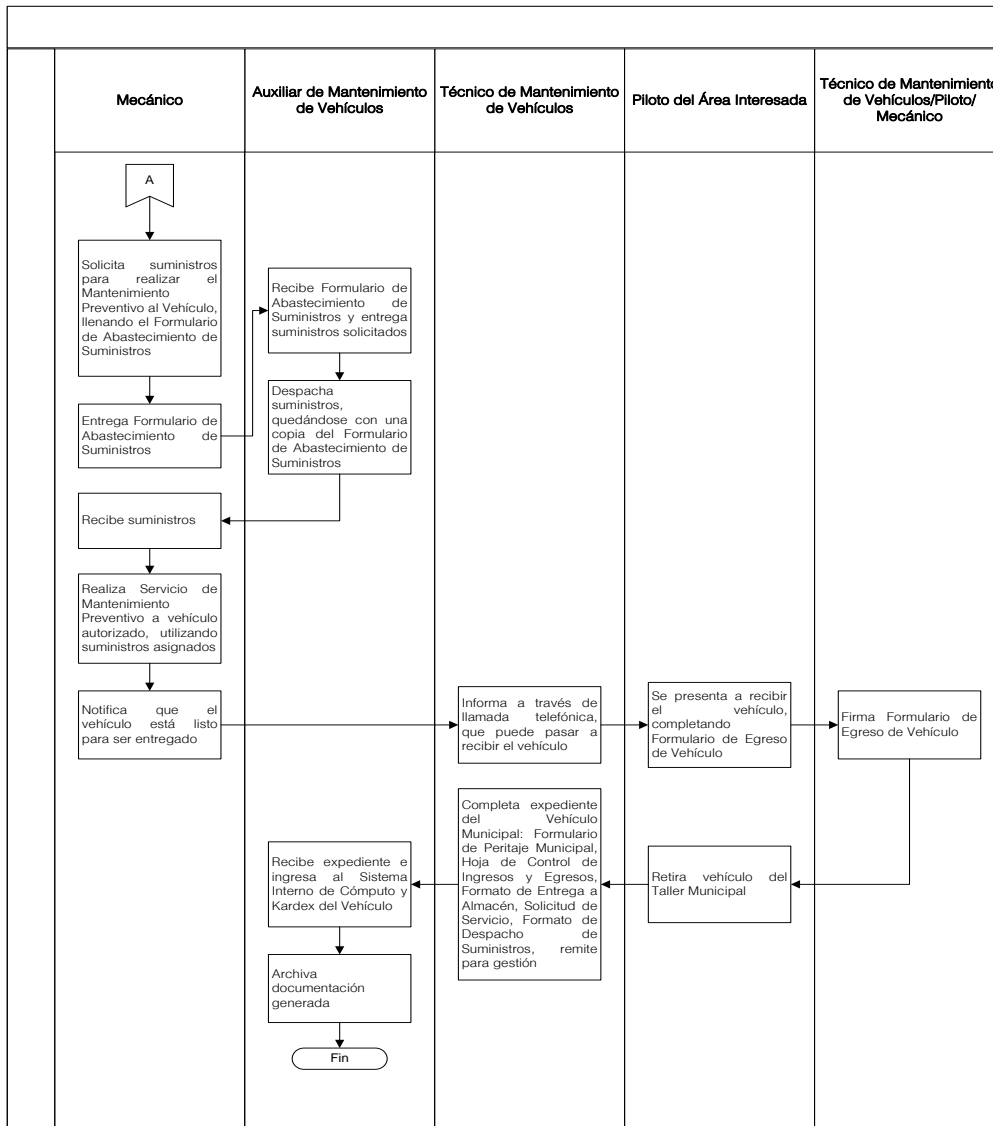 Mecánico
Auxiliar de Mantenimiento
de Vehículos
Técnico de Mantenimiento
de Vehículos
Piloto del Área Interesada
Técnico de Mantenimiento
de Vehículos/Piloto/
Mecánico
A
Solicita suministros
para realizar el
Mantenimiento
Preventivo al Vehículo,
llenando el Formulario
de Abastecimiento de
Suministros
Recibe Formulario de
Abastecimiento de
Suministros y entrega
suministros solicitados
Entrega Formulario de
Abastecimiento de
Suministros
Despacha
suministros,
quedándose con una
copia del Formulario
de Abastecimiento de
Suministros
Recibe suministros
Realiza Servicio de
Mantenimiento
Preventivo a vehículo
autorizado, utilizando
suministros asignados
Notifica que el
vehículo está listo
para ser entregado
Informa a través de
llamada telefónica,
que puede pasar a
recibir el vehículo
Se presenta a recibir
el vehículo,
completando
Formulario de Egreso
de Vehículo
Firma Formulario de
Egreso de Vehículo
Retira vehículo del
Taller Municipal
Completa expediente
del Vehículo
Municipal: Formulario
de Peritaje Municipal,
Hoja de Control de
Ingresos y Egresos,
Formato de Entrega a
Almacén, Solicitud de
Servicio, Formato de
Despacho de
Suministros, remite
para gestión
Recibe expediente e
ingresa al Sistema
Interno de Cómputo y
Kardex del Vehículo
Archiva
documentación
generada
Fin